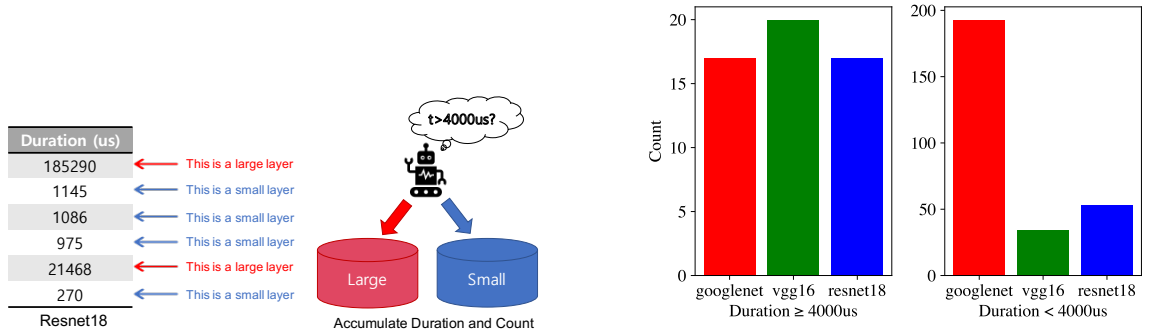 Duration (us)
185290
This is a large layer
1145
This is a small layer
1086
This is a small layer
975
This is a small layer
21468
This is a large layer
270
This is a small layer
Resnet18
t>4000us?
Large
Small
Accumulate Duration and Count
Count
20
15
10
5
0
googlenet vgg16 resnet18
Duration ≥ 4000us
200
150
100
50
0
googlenet vgg16 resnet18
Duration < 4000us